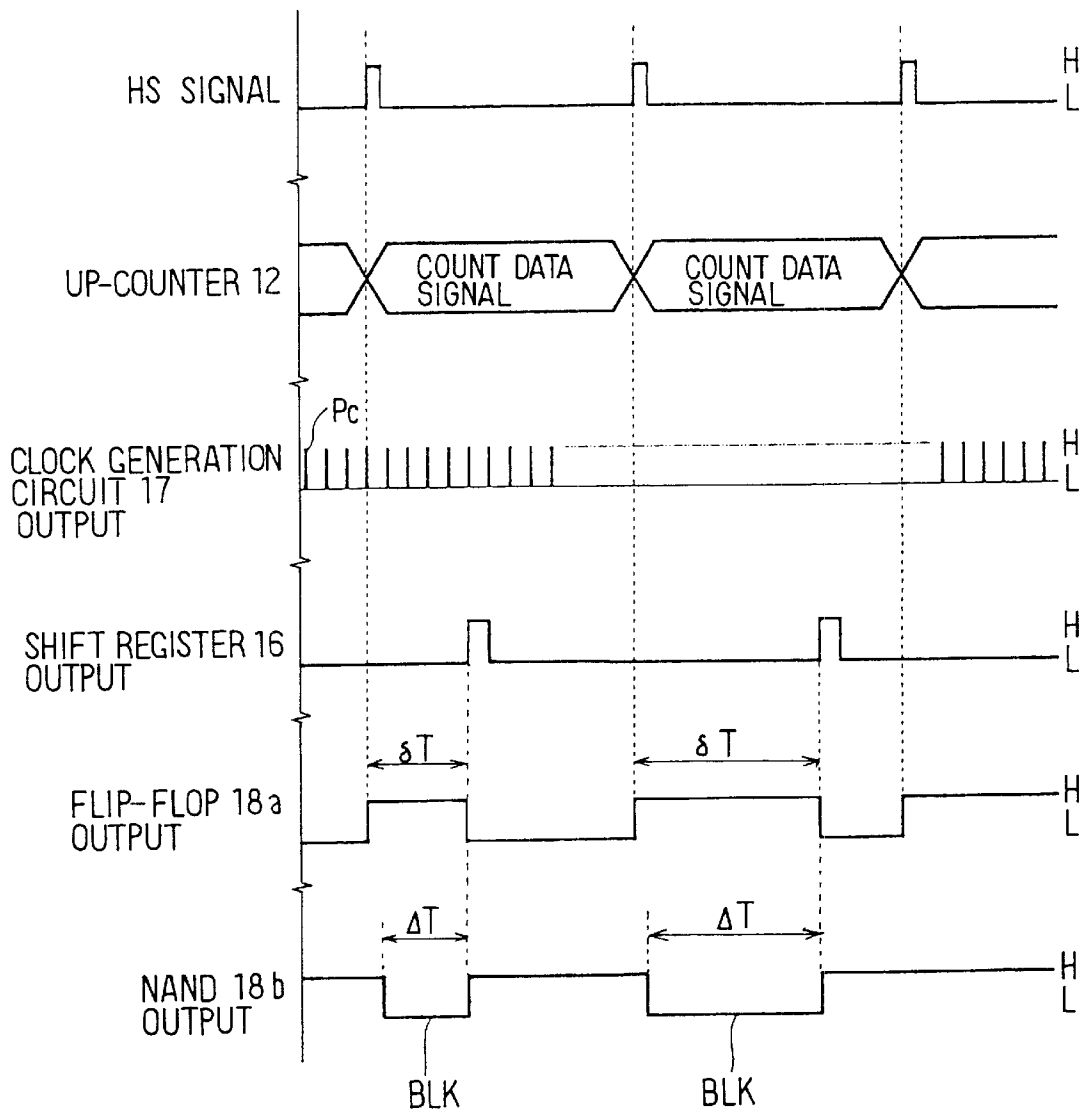 HS SIGNAL
H
L
UP-COUNTER 12
COUNT DATA
SIGNAL
COUNT DATA
SIGNAL
Pc
CLOCK GENERATION
CIRCUIT 17
OUTPUT
H
L
SHIFT REGISTER 16
OUTPUT
H
L
δT
δT
FLIP-FLOP 18a
OUTPUT
H
L
ΔT
ΔT
NAND 18b
OUTPUT
H
L
BLK
BLK